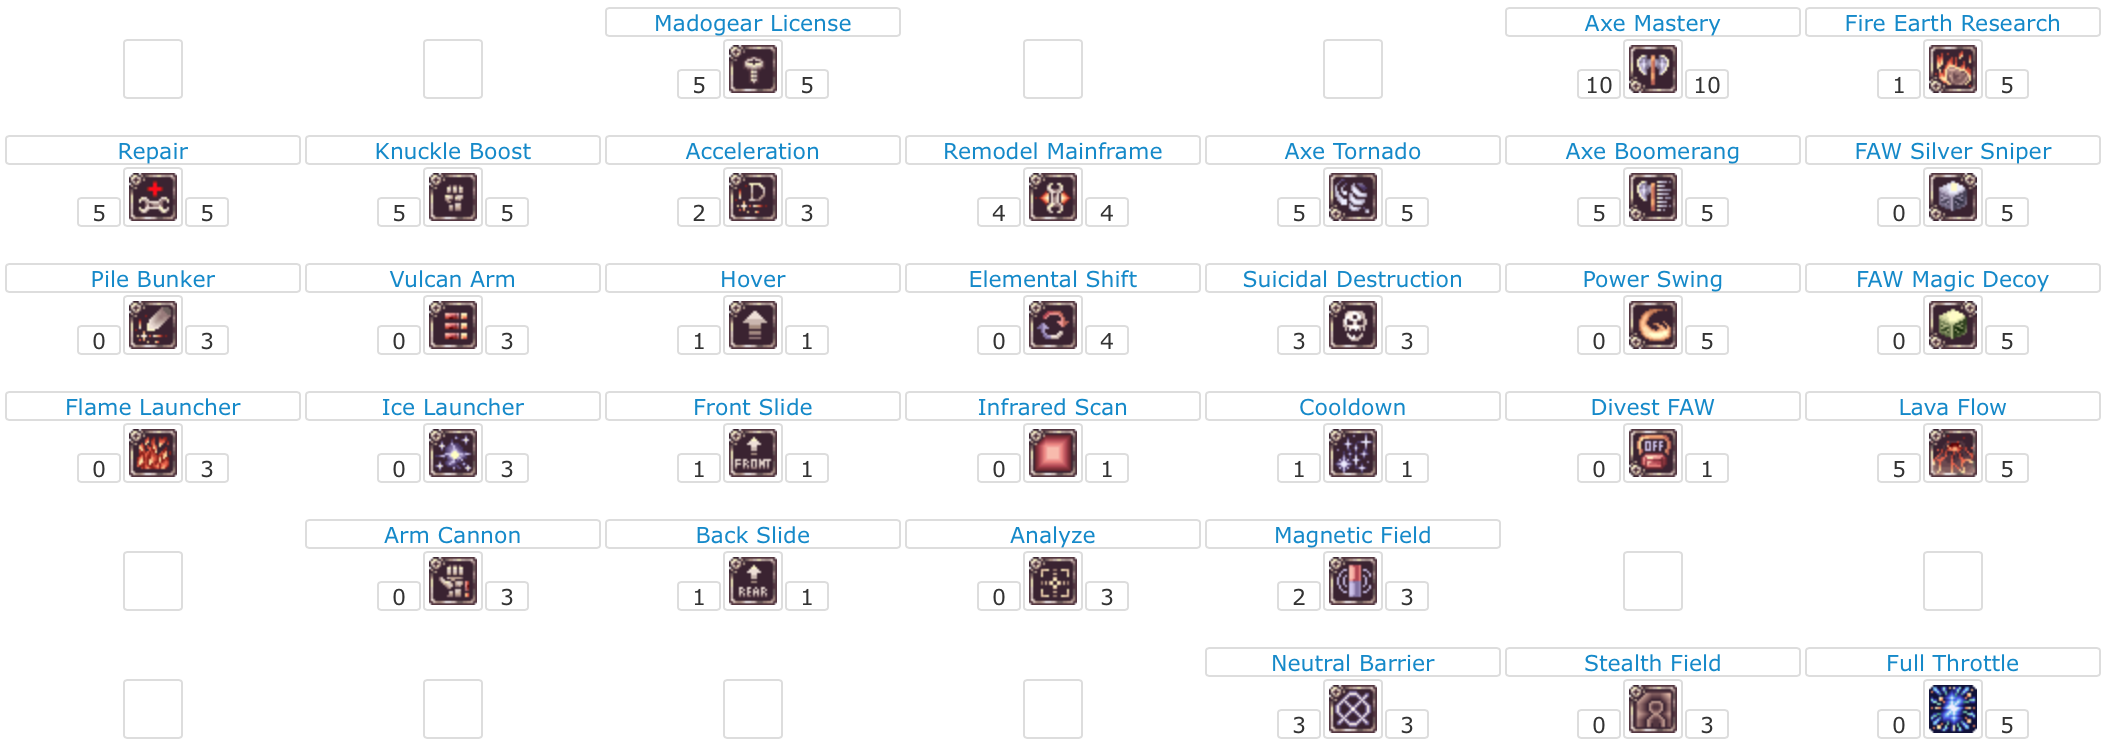 Madogear License Axe Mastery Fire Earth Research
5 5 10 10 1 5
Repair Knuckle Boost Acceleration Remodel Mainframe Axe Tornado Axe Boomerang FAW Silver Sniper
D
5 5 5 5 2 3 4 4 5 5 5 5 0 5
Pile Bunker Vulcan Arm Hover Elemental Shift Suicidal Destruction Power Swing FAW Magic Decoy
0 3 0 3 1 1 0 4 3 3 0 5 0 5
Flame Launcher Ice Launcher Front Slide Infrared Scan Cooldown Divest FAW Lava Flow
OFF
FRONT
0 3 0 3 1 1 0 1 1 1 0 1 5 5
Arm Cannon Back Slide Analyze Magnetic Field
REAR
0 3 1 1 0 3 2 3
Neutral Barrier Stealth Field Full Throttle
3 3 0 3 0 5